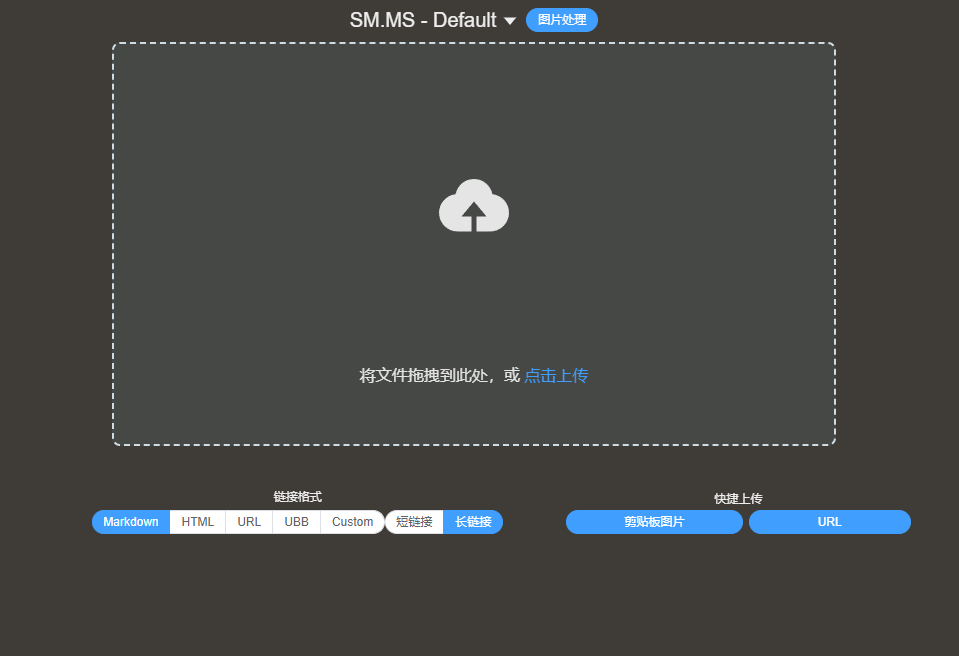 SM.MS - Default 图片处理
将文件拖拽到此处，或 点击上传
链接格式
Markdown HTML URL UBB Custom 短链接 长链接
快捷上传
剪贴板图片 URL